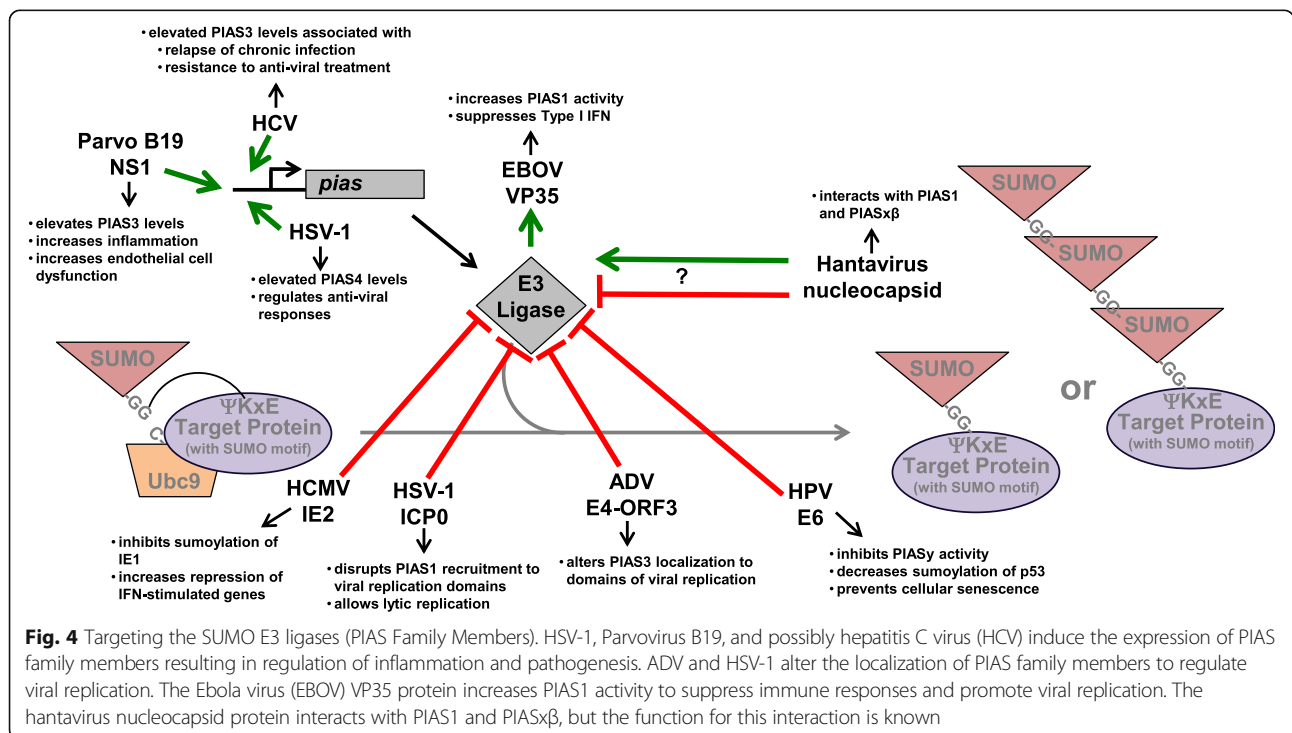 • elevated PIAS3 levels associated with
• relapse of chronic infection
• resistance to anti-viral treatment
HCV
Parvo B19
NS1
pias
• elevates PIAS3 levels
• increases inflammation
• increases endothelial cell
dysfunction
HSV-1
• elevated PIAS4 levels
• regulates anti-viral
responses
• increases PIAS1 activity
• suppresses Type I IFN
EBOV
VP35
E3
Ligase
• interacts with PIAS1
and PIASxβ
?
Hantavirus
nucleocapsid
SUMO
-GG-
SUMO
-GG-
SUMO
-GG-
ΨKxE
Target Protein
(with SUMO motif)
or
SUMO
-GG-
ΨKxE
Target Protein
(with SUMO motif)
SUMO
-GG
C
ΨKxE
Target Protein
(with SUMO motif)
Ubc9
HCMV
IE2
• inhibits sumoylation of
IE1
• increases repression of
IFN-stimulated genes
HSV-1
ICP0
• disrupts PIAS1 recruitment to
viral replication domains
• allows lytic replication
ADV
E4-ORF3
• alters PIAS3 localization to
domains of viral replication
HPV
E6
• inhibits PIASy activity
• decreases sumoylation of p53
• prevents cellular senescence
Fig. 4 Targeting the SUMO E3 ligases (PIAS Family Members). HSV-1, Parvovirus B19, and possibly hepatitis C virus (HCV) induce the expression of PIAS
family members resulting in regulation of inflammation and pathogenesis. ADV and HSV-1 alter the localization of PIAS family members to regulate
viral replication. The Ebola virus (EBOV) VP35 protein increases PIAS1 activity to suppress immune responses and promote viral replication. The
hantavirus nucleocapsid protein interacts with PIAS1 and PIASxβ, but the function for this interaction is known